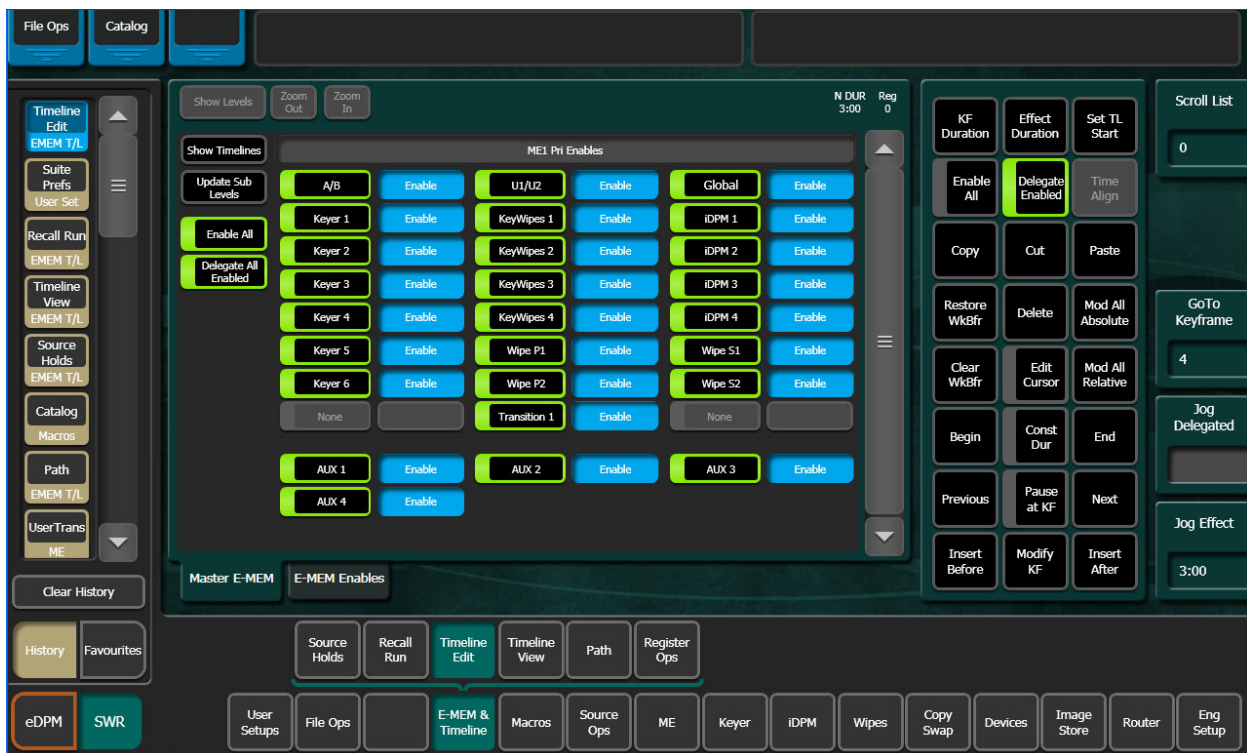 File Ops
Catalog
Timeline
Edit
EMEM T/L
Suite
Prefs
User Set
Recall Run
EMEM T/L
Timeline
View
EMEM T/L
Source
Holds
EMEM T/L
Catalog
Macros
Path
EMEM T/L
UserTrans
ME
Clear History
History
Favourites
eDPM
SWR
Show Levels
Zoom
Out
Zoom
In
N DUR Reg
3:00 0
Show Timelines
ME1 Pri Enables
Update Sub
Levels
Enable All
Delegate All
Enabled
A/B Enable U1/U2 Enable Global Enable
Keyer 1 Enable KeyWipes 1 Enable iDPM 1 Enable
Keyer 2 Enable KeyWipes 2 Enable iDPM 2 Enable
Keyer 3 Enable KeyWipes 3 Enable iDPM 3 Enable
Keyer 4 Enable KeyWipes 4 Enable iDPM 4 Enable
Keyer 5 Enable Wipe P1 Enable Wipe S1 Enable
Keyer 6 Enable Wipe P2 Enable Wipe S2 Enable
None Transition 1 Enable None
AUX 1 Enable AUX 2 Enable AUX 3 Enable
AUX 4 Enable
Master E-MEM
E-MEM Enables
KF
Duration
Effect
Duration
Set TL
Start
Enable
All
Delegate
Enabled
Time
Align
Copy
Cut
Paste
Restore
WkBfr
Delete
Mod All
Absolute
Clear
WkBfr
Edit
Cursor
Mod All
Relative
Begin
Const
Dur
End
Previous
Pause
at KF
Next
Insert
Before
Modify
KF
Insert
After
Scroll List
0
GoTo
Keyframe
4
Jog
Delegated
Jog Effect
3:00
Source
Holds
Recall
Run
Timeline
Edit
Timeline
View
Path
Register
Ops
User
Setups
File Ops
E-MEM &
Timeline
Macros
Source
Ops
ME
Keyer
iDPM
Wipes
Copy
Swap
Devices
Image
Store
Router
Eng
Setup